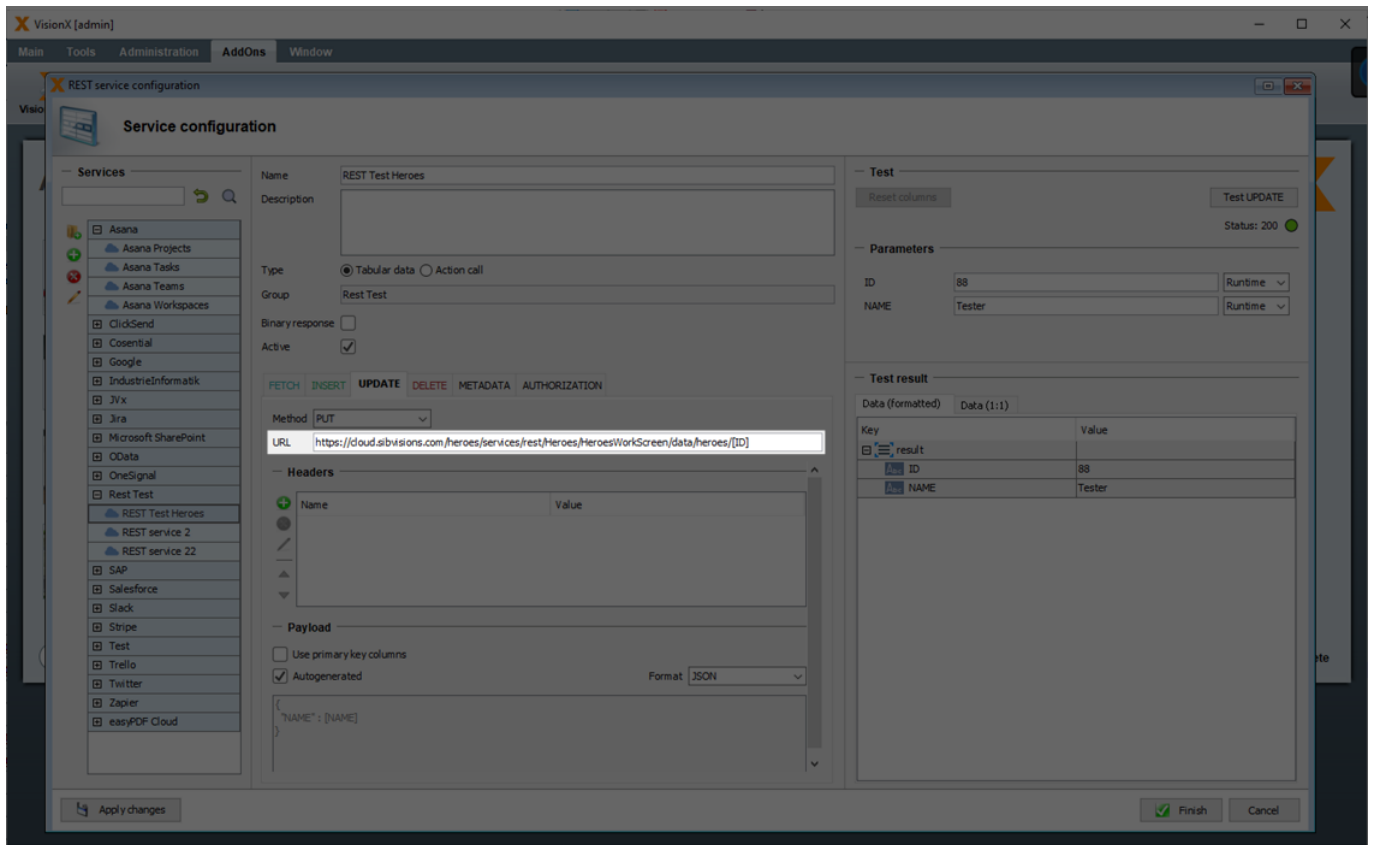 VisionX [admin]
Main Tools Administration AddOns Window
REST service configuration
Visio
Service configuration
Services
Asana
Asana Projects
Asana Tasks
Asana Teams
Asana Workspaces
ClickSend
Cosential
Google
IndustrieInformatik
JVx
Jira
Microsoft SharePoint
OData
OneSignal
Rest Test
REST Test Heroes
REST service 2
REST service 22
SAP
Salesforce
Slack
Stripe
Test
Trello
Twitter
Zapier
easyPDF Cloud
Name REST Test Heroes
Description
Type Tabular data Action call
Group Rest Test
Binary response
Active
FETCH INSERT UPDATE DELETE METADATA AUTHORIZATION
Method PUT
URL https://cloud.sibvisions.com/heroes/services/rest/Heroes/HeroesWorkScreen/data/heroes/[ID]
Headers
Name Value
Payload
Use primary key columns
Autogenerated Format JSON
{
"NAME" : [NAME]
}
Test
Reset columns Test UPDATE
Status: 200
Parameters
ID 88 Runtime
NAME Tester Runtime
Test result
Data (formatted) Data (1:1)
Key Value
result
Abc ID 88
Abc NAME Tester
ete
Apply changes Finish Cancel